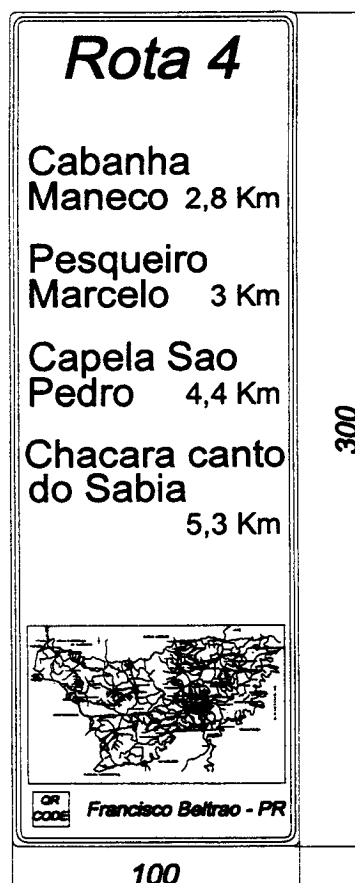 Rota 4
Cabanha
Maneco 2,8 Km
Pesqueiro
Marcelo 3 Km
Capela Sao
Pedro 4,4 Km
Chacara canto
do Sabia
5,3 Km
300
QR
CODE
Francisco Beltrao - PR
100